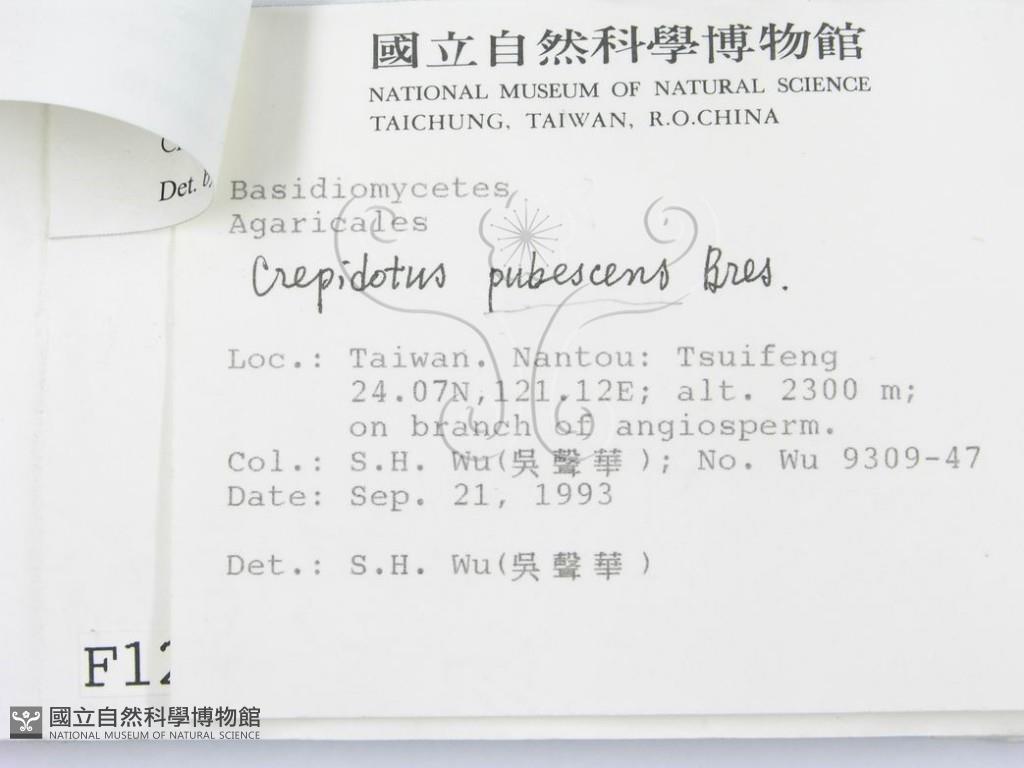 國立自然科學博物館
NATIONAL MUSEUM OF NATURAL SCIENCE
TAICHUNG, TAIWAN, R.O.CHINA
Det. by
Basidiomycetes
Agaricales
Crepidotus pubescens Bres.
Loc.: Taiwan. Nantou: Tsuifeng
24.07N,121.12E; alt. 2300 m;
on branch of angiosperm.
Col.: S.H. Wu(吳聲華); No. Wu 9309-47
Date: Sep. 21, 1993
Det.: S.H. Wu(吳聲華)
F12
國立自然科學博物館
NATIONAL MUSEUM OF NATURAL SCIENCE